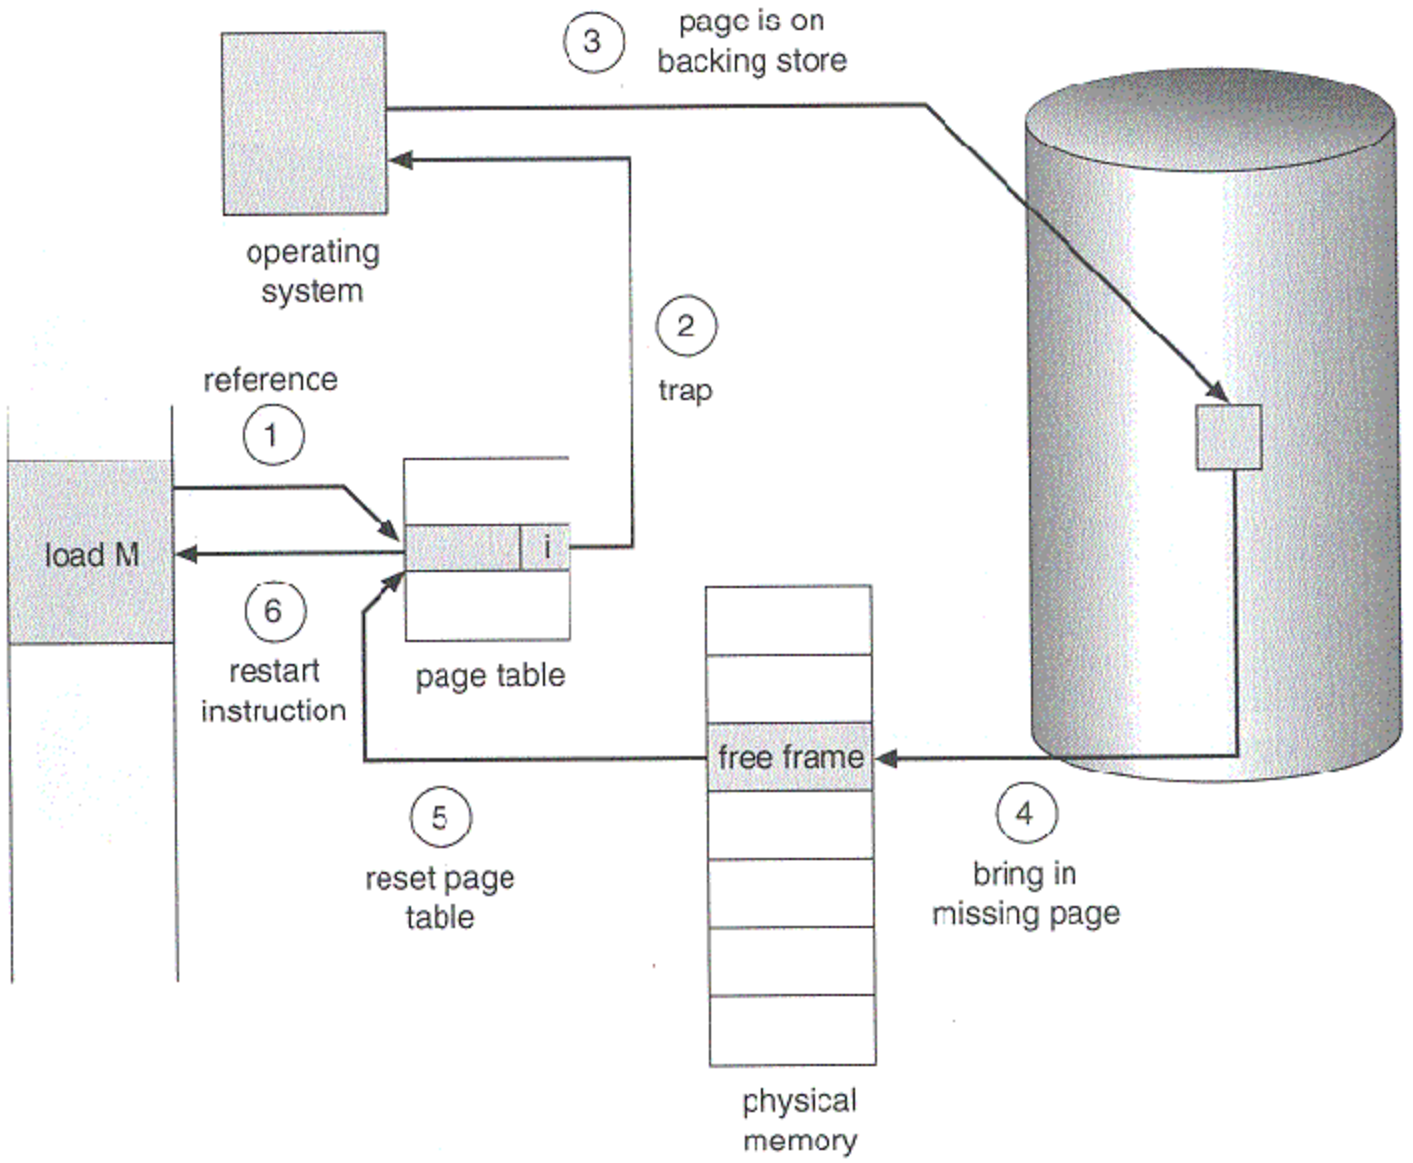 3
page is on
backing store
operating
system
2
trap
reference
1
load M
i
6
restart
instruction
page table
free frame
5
reset page
table
4
bring in
missing page
physical
memory